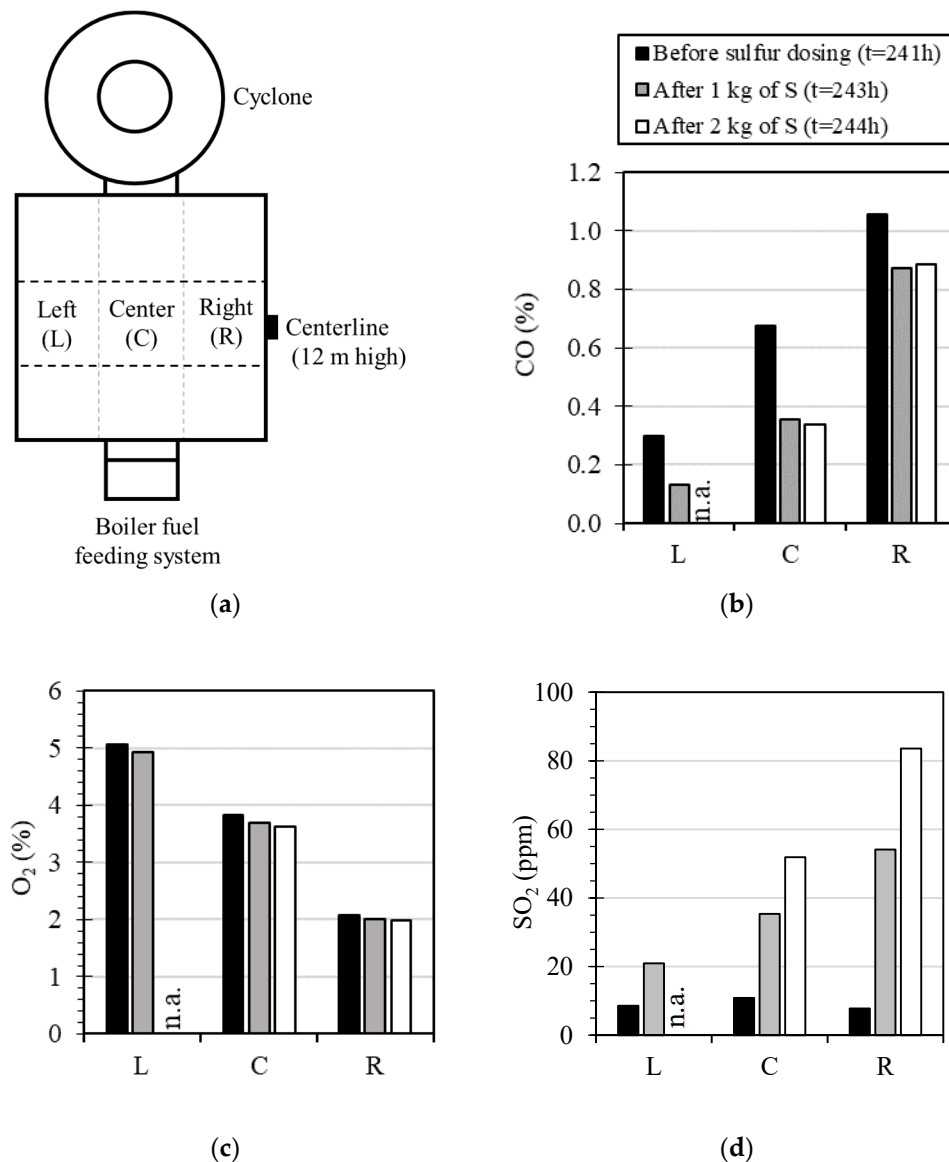 Cyclone
Left
(L)
Center
(C)
Right
(R)
Centerline
(12 m high)
Boiler fuel
feeding system
(a)
Before sulfur dosing (t=241h)
After 1 kg of S (t=243h)
After 2 kg of S (t=244h)
1.2
1.0
0.8
0.6
0.4
0.2
0.0
CO (%)
n.a.
L C R
(b)
6
5
4
3
2
1
0
O2 (%)
n.a.
L C R
(c)
100
80
60
40
20
0
SO2 (ppm)
n.a.
L C R
(d)